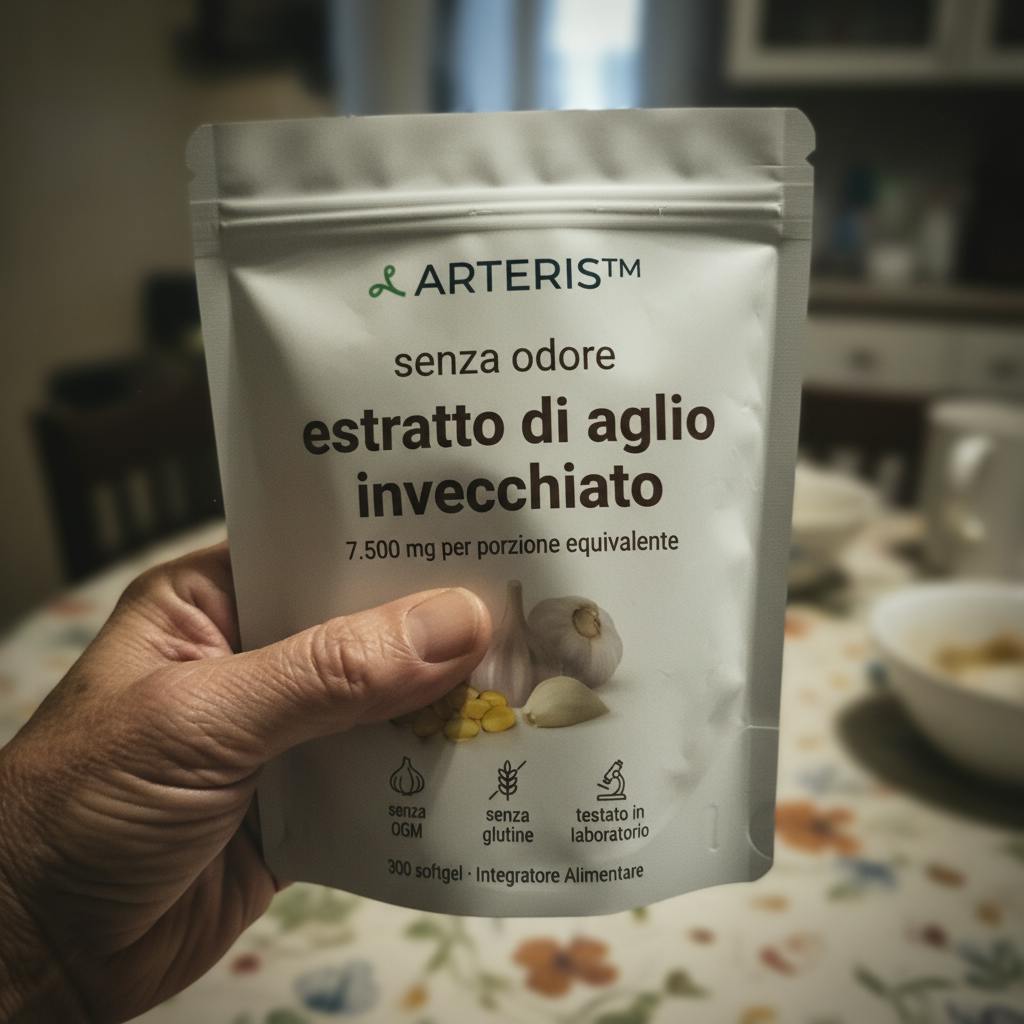 ARTERIS™
senza odore
estratto di aglio
invecchiato
7.500 mg per porzione equivalente
senza
OGM
senza
glutine
testato in
laboratorio
300 softgel · Integratore Alimentare